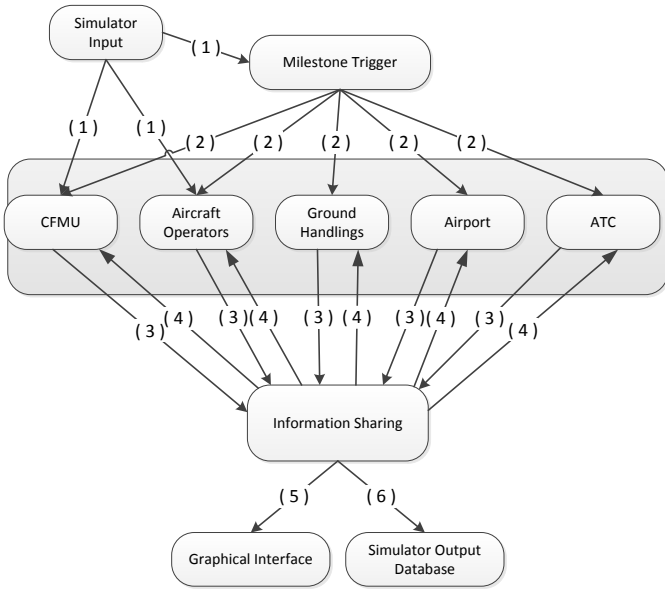 Simulator
Input
( 1 )
Milestone Trigger
( 1 )
( 1 )
( 2 )
( 2 )
( 2 )
( 2 )
( 2 )
CFMU
Aircraft
Operators
Ground
Handlings
Airport
ATC
( 3 )
( 4 )
( 3 )
( 4 )
( 3 )
( 4 )
( 3 )
( 4 )
( 3 )
( 4 )
Information Sharing
( 5 )
( 6 )
Graphical Interface
Simulator Output
Database